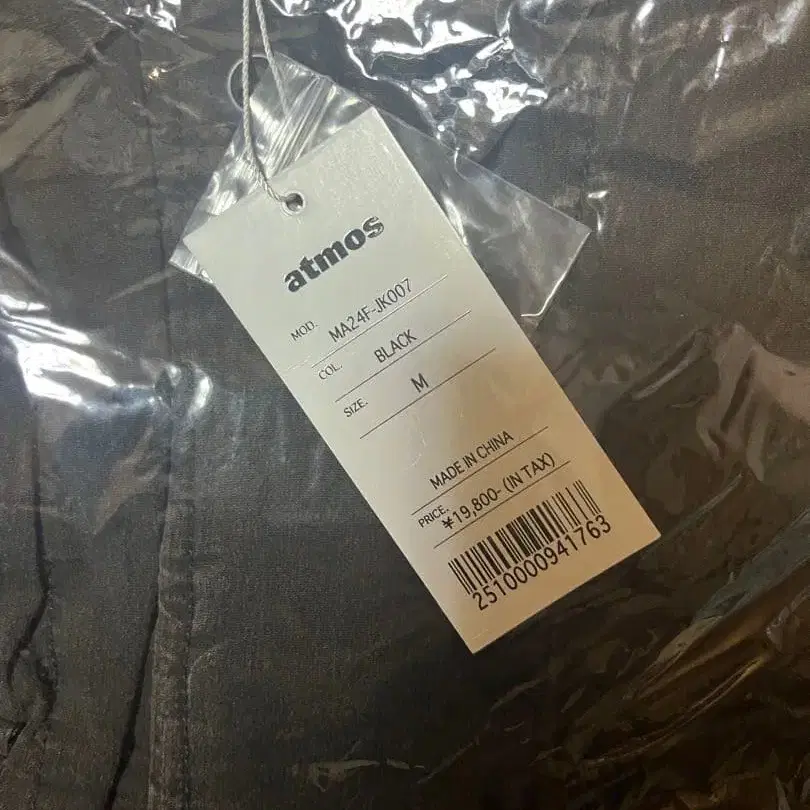 atmos
MOD. MA24F-JK007
COL. BLACK
SIZE. M
MADE IN CHINA
PRICE. ¥19,800- (IN TAX)
2510000941763